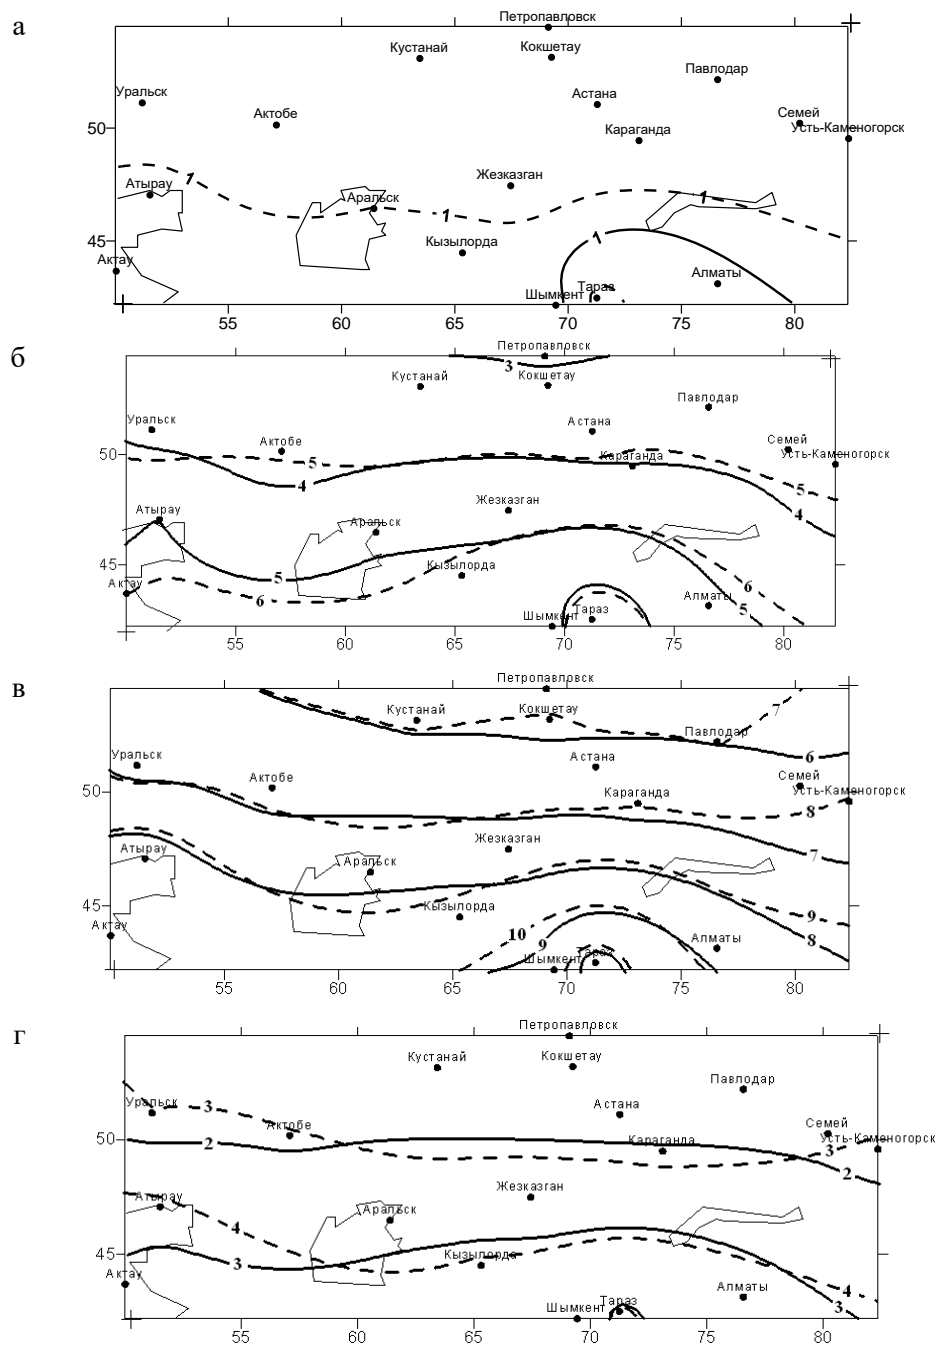 а
Петропавловск
Кустанай
Кокшетау
Павлодар
Уральск
Астана
Актобе
Семей
50
Караганда
Усть-Каменогорск
Жезказган
Атырау
1
1
Аральск
1
45
Кызылорда
1
Актау
Алматы
Тараз
Шымкент
55 60 65 70 75 80
б
Петропавловск
3
Кустанай
Кокшетау
Павлодар
Уральск
Астана
Актобе
Семей
50
Караганда
Усть-Каменогорск
5
4
5
Жезказган
4
Атырау
Аральск
45
Кызылорда
5
6
Актау
6
Алматы
5
Тараз
Шымкент
55 60 65 70 75 80
в
Петропавловск
7
Кустанай
Кокшетау
Павлодар
Уральск
6
Астана
Актобе
Семей
50
Караганда
Усть-Каменогорск
8
Жезказган
7
Атырау
Аральск
45
Кызылорда
9
Актау
10
9
8
Алматы
Тараз
Шымкент
55 60 65 70 75 80
г
Петропавловск
Кустанай
Кокшетау
Павлодар
Уральск
3
Астана
Актобе
Семей
50
2
Караганда
Усть-Каменогорск
3
2
Жезказган
Атырау
4
Аральск
45
3
Кызылорда
Актау
Алматы
4
3
Тараз
Шымкент
55 60 65 70 75 80